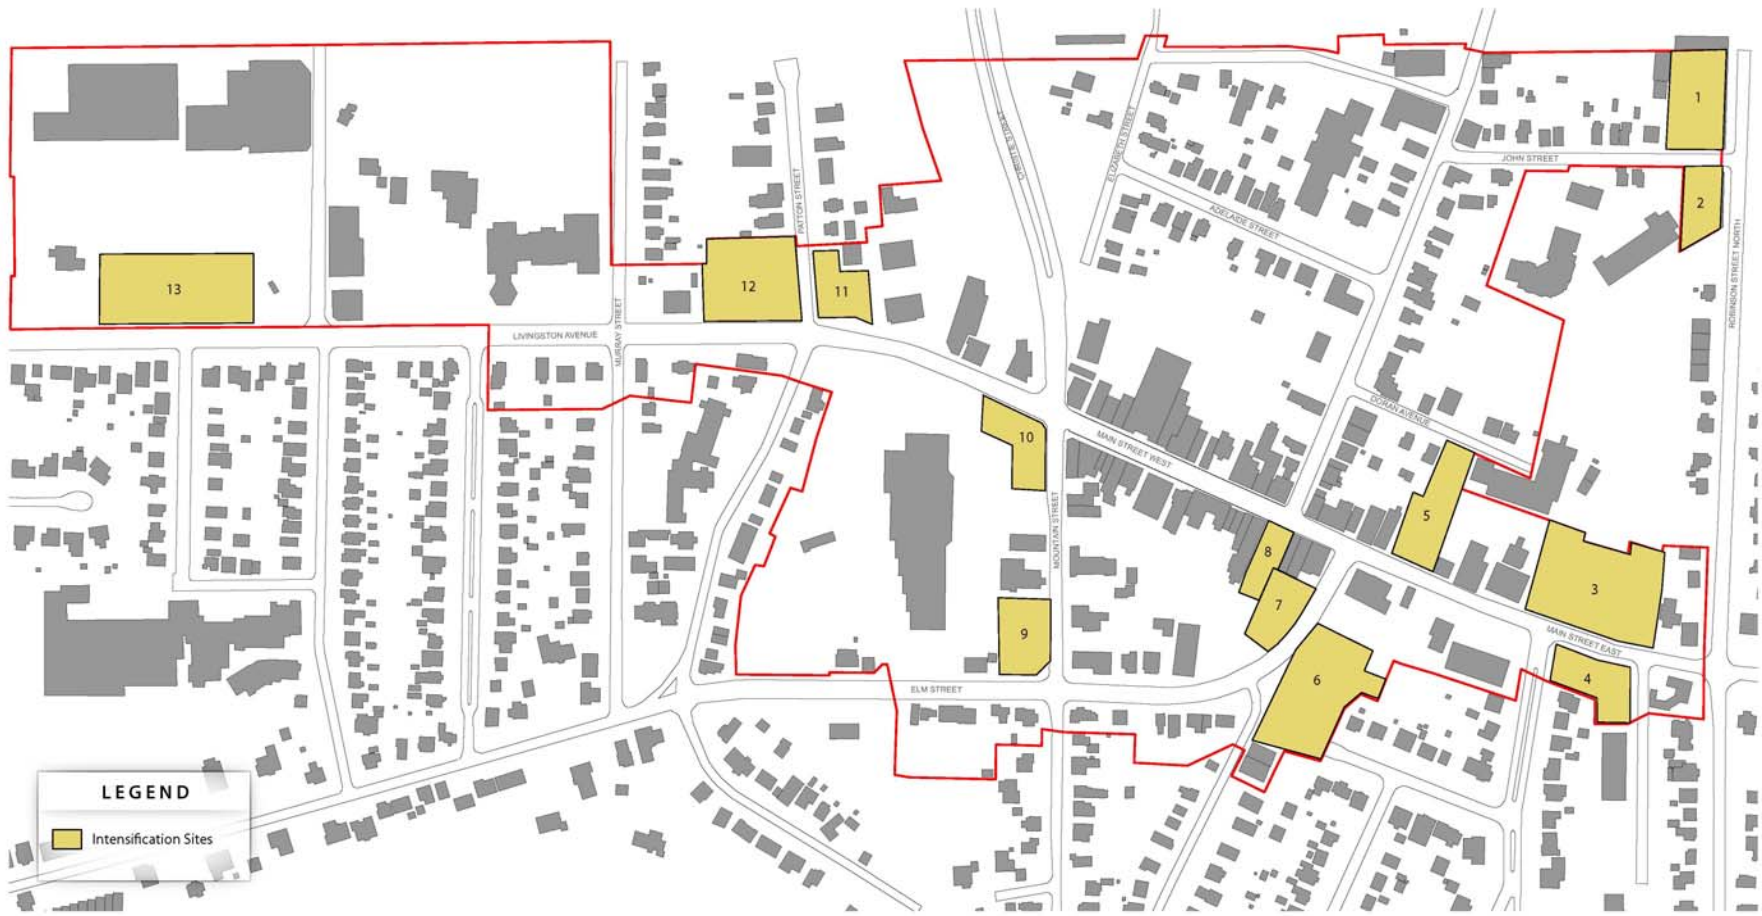 1
JOHN STREET
CHRISTIE STREET
ELIZABETH STREET
PATTON STREET
ADELAIDE STREET
2
ROBINSON STREET NORTH
13
12
11
LIVINGSTON AVENUE
MURRAY STREET
DORAN AVENUE
10
MAIN STREET WEST
MOUNTAIN STREET
5
8
7
3
9
MAIN STREET EAST
4
6
ELM STREET
LEGEND
Intensification Sites